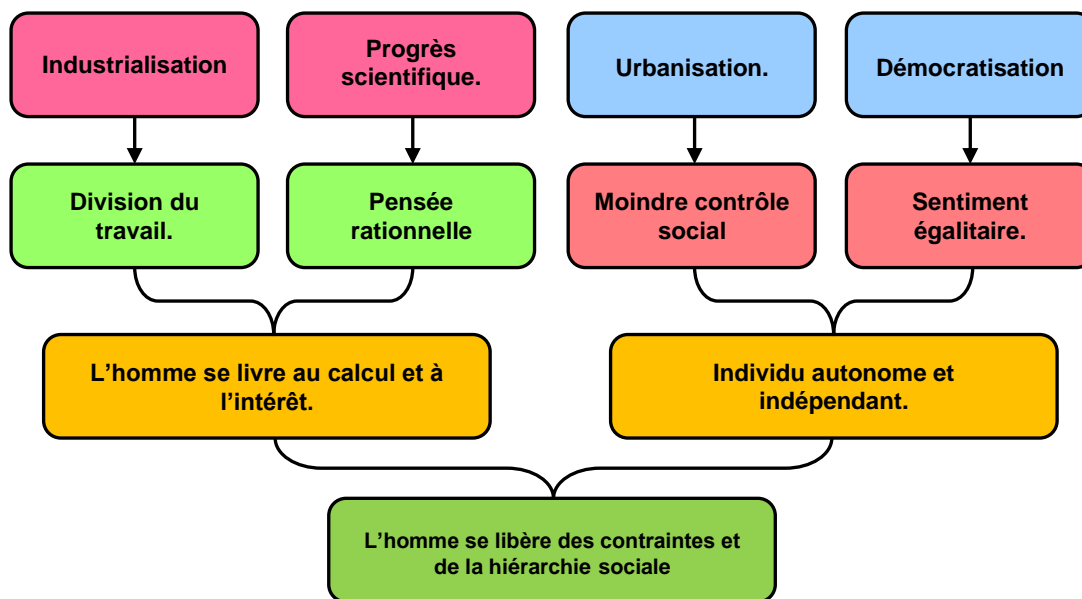 Industrialisation
Progrès
scientifique.
Urbanisation.
Démocratisation
Division du
travail.
Pensée
rationnelle
Moindre contrôle
social
Sentiment
égalitaire.
L’homme se livre au calcul et à
l’intérêt.
Individu autonome et
indépendant.
L’homme se libère des contraintes et
de la hiérarchie sociale